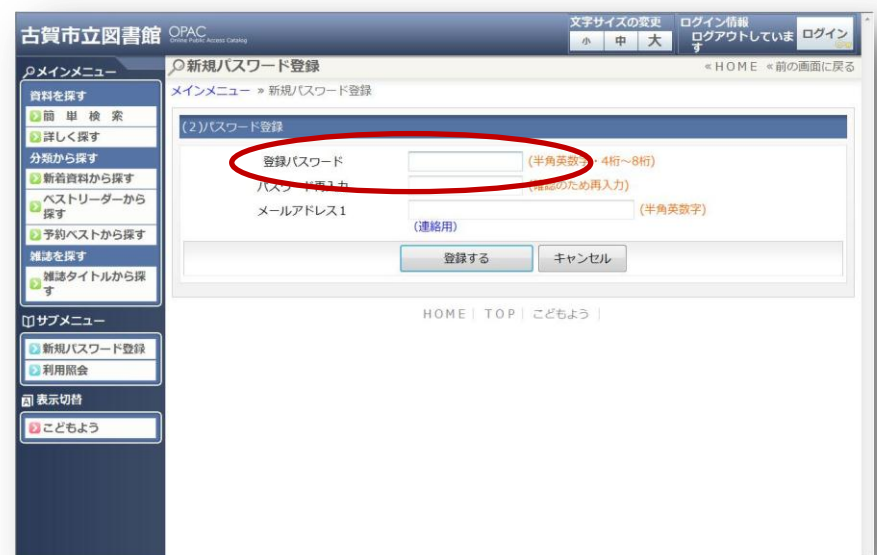 古賀市立図書館 OPAC
Online Public Access Catalog
文字サイズの変更
小 中 大
ログイン情報
ログアウトしています
ログイン
メインメニュー
資料を探す
簡 単 検 索
詳しく探す
分類から探す
新着資料から探す
ベストリーダーから
探す
予約ベストから探す
雑誌を探す
雑誌タイトルから探
す
サブメニュー
新規パスワード登録
利用照会
表示切替
こどもよう
新規パスワード登録
«HOME «前の画面に戻る
メインメニュー » 新規パスワード登録
(2)パスワード登録
登録パスワード (半角英数字・4桁～8桁)
パスワード再入力 (確認のため再入力)
メールアドレス1 (半角英数字)
(連絡用)
登録する キャンセル
HOME | TOP | こどもよう |